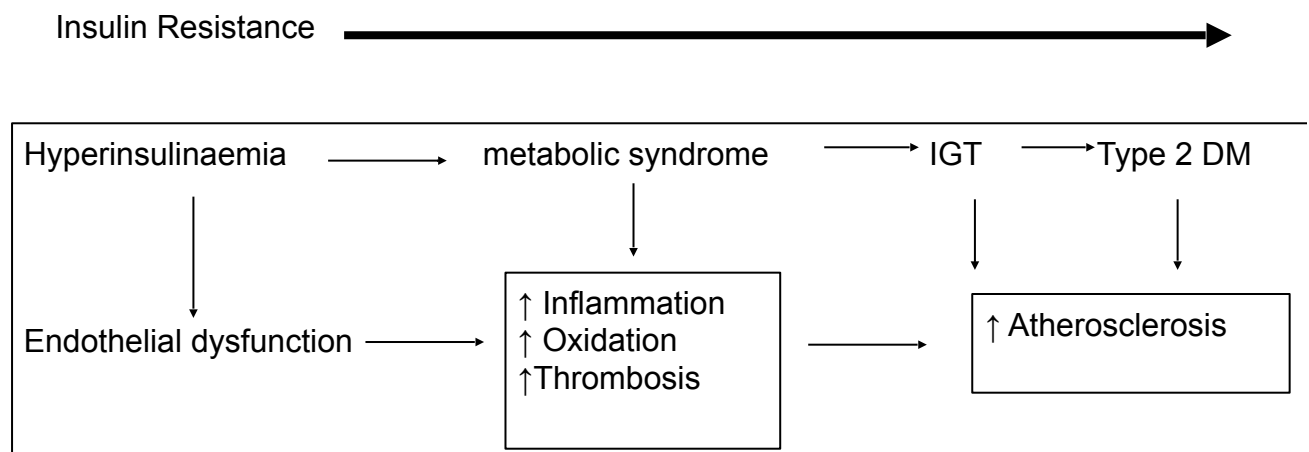 Insulin Resistance
Hyperinsulinaemia
metabolic syndrome
IGT
Type 2 DM
Endothelial dysfunction
↑ Inflammation
↑ Oxidation
↑Thrombosis
↑ Atherosclerosis